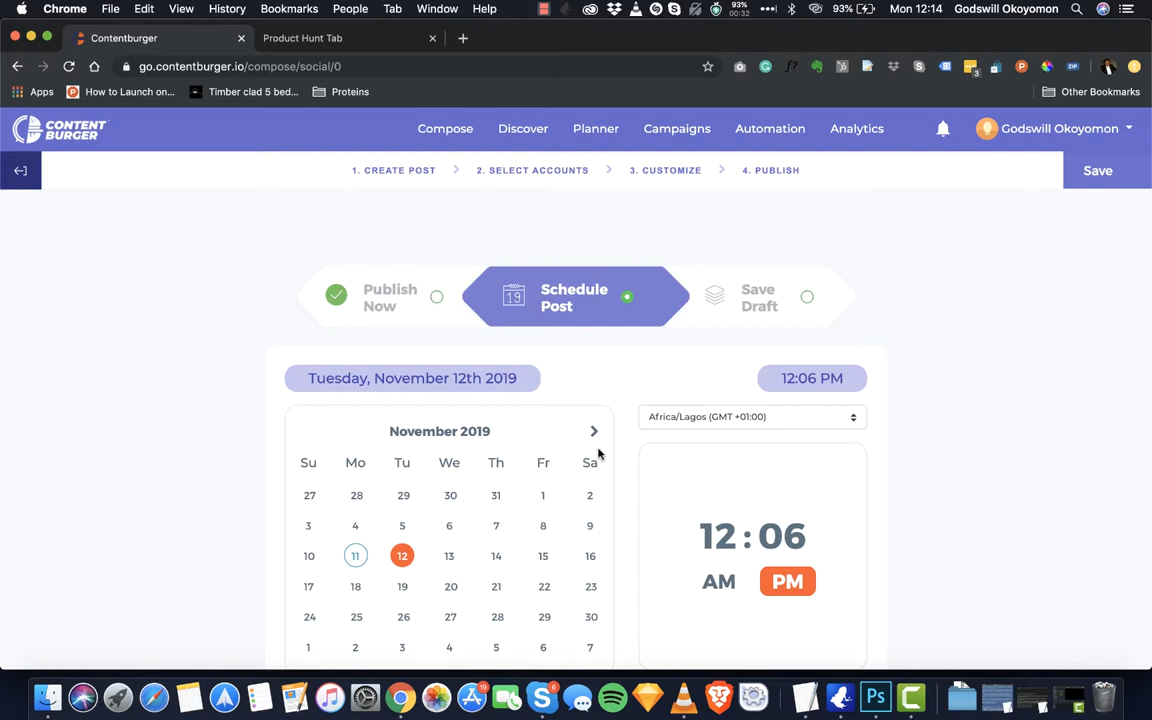 Chrome File Edit View History Bookmarks People Tab Window Help 93% 00:32 93% Mon 12:14 Godswill Okoyomon
Contentburger Product Hunt Tab
go.contentburger.io/compose/social/0
Apps How to Launch on... Timber clad 5 bed... Proteins Other Bookmarks
CONTENT BURGER Compose Discover Planner Campaigns Automation Analytics Godswill Okoyomon
1. CREATE POST 2. SELECT ACCOUNTS 3. CUSTOMIZE 4. PUBLISH Save
Publish Now Schedule Post Save Draft
19
Tuesday, November 12th 2019 12:06 PM
Africa/Lagos (GMT +01:00)
November 2019
Su Mo Tu We Th Fr Sa
27 28 29 30 31 1 2
3 4 5 6 7 8 9
12 : 06
10 11 12 13 14 15 16
AM PM
17 18 19 20 21 22 23
24 25 26 27 28 29 30
1 2 3 4 5 6 7